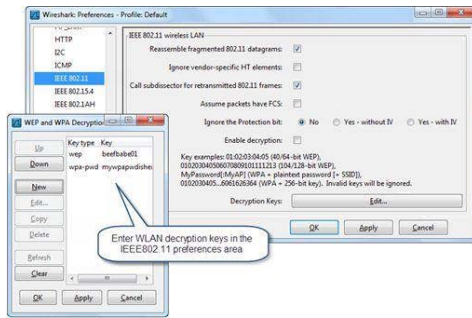 Wireshark: Preferences - Profile: Default
HTTP
I2C
ICMP
IEEE 802.11
IEEE 802.15.4
IEEE 802.1AH
IEEE 802.11 wireless LAN
Reassemble fragmented 802.11 datagrams:
Ignore vendor-specific HT elements:
Call subdissector for retransmitted 802.11 frames:
Assume packets have FCS:
Ignore the Protection bit: No Yes - without IV Yes - with IV
Enable decryption:
Key examples: 01:02:03:04:05 (40/64-bit WEP),
010203040506070809101111213 (104/128-bit WEP),
MyPassword[:MyAP] (WPA + plaintext password [+ SSID]),
0102030405...6061626364 (WPA + 256-bit key). Invalid keys will be ignored.
Decryption Keys: Edit...
OK Apply Cancel
WEP and WPA Decryption
Up
Down
New
Edit...
Copy
Delete
Refresh
Clear
Key type Key
wep beefbabe01
wpa-pwd mywpapwdishe
OK Apply Cancel
Enter WLAN decryption keys in the
IEEE802.11 preferences area